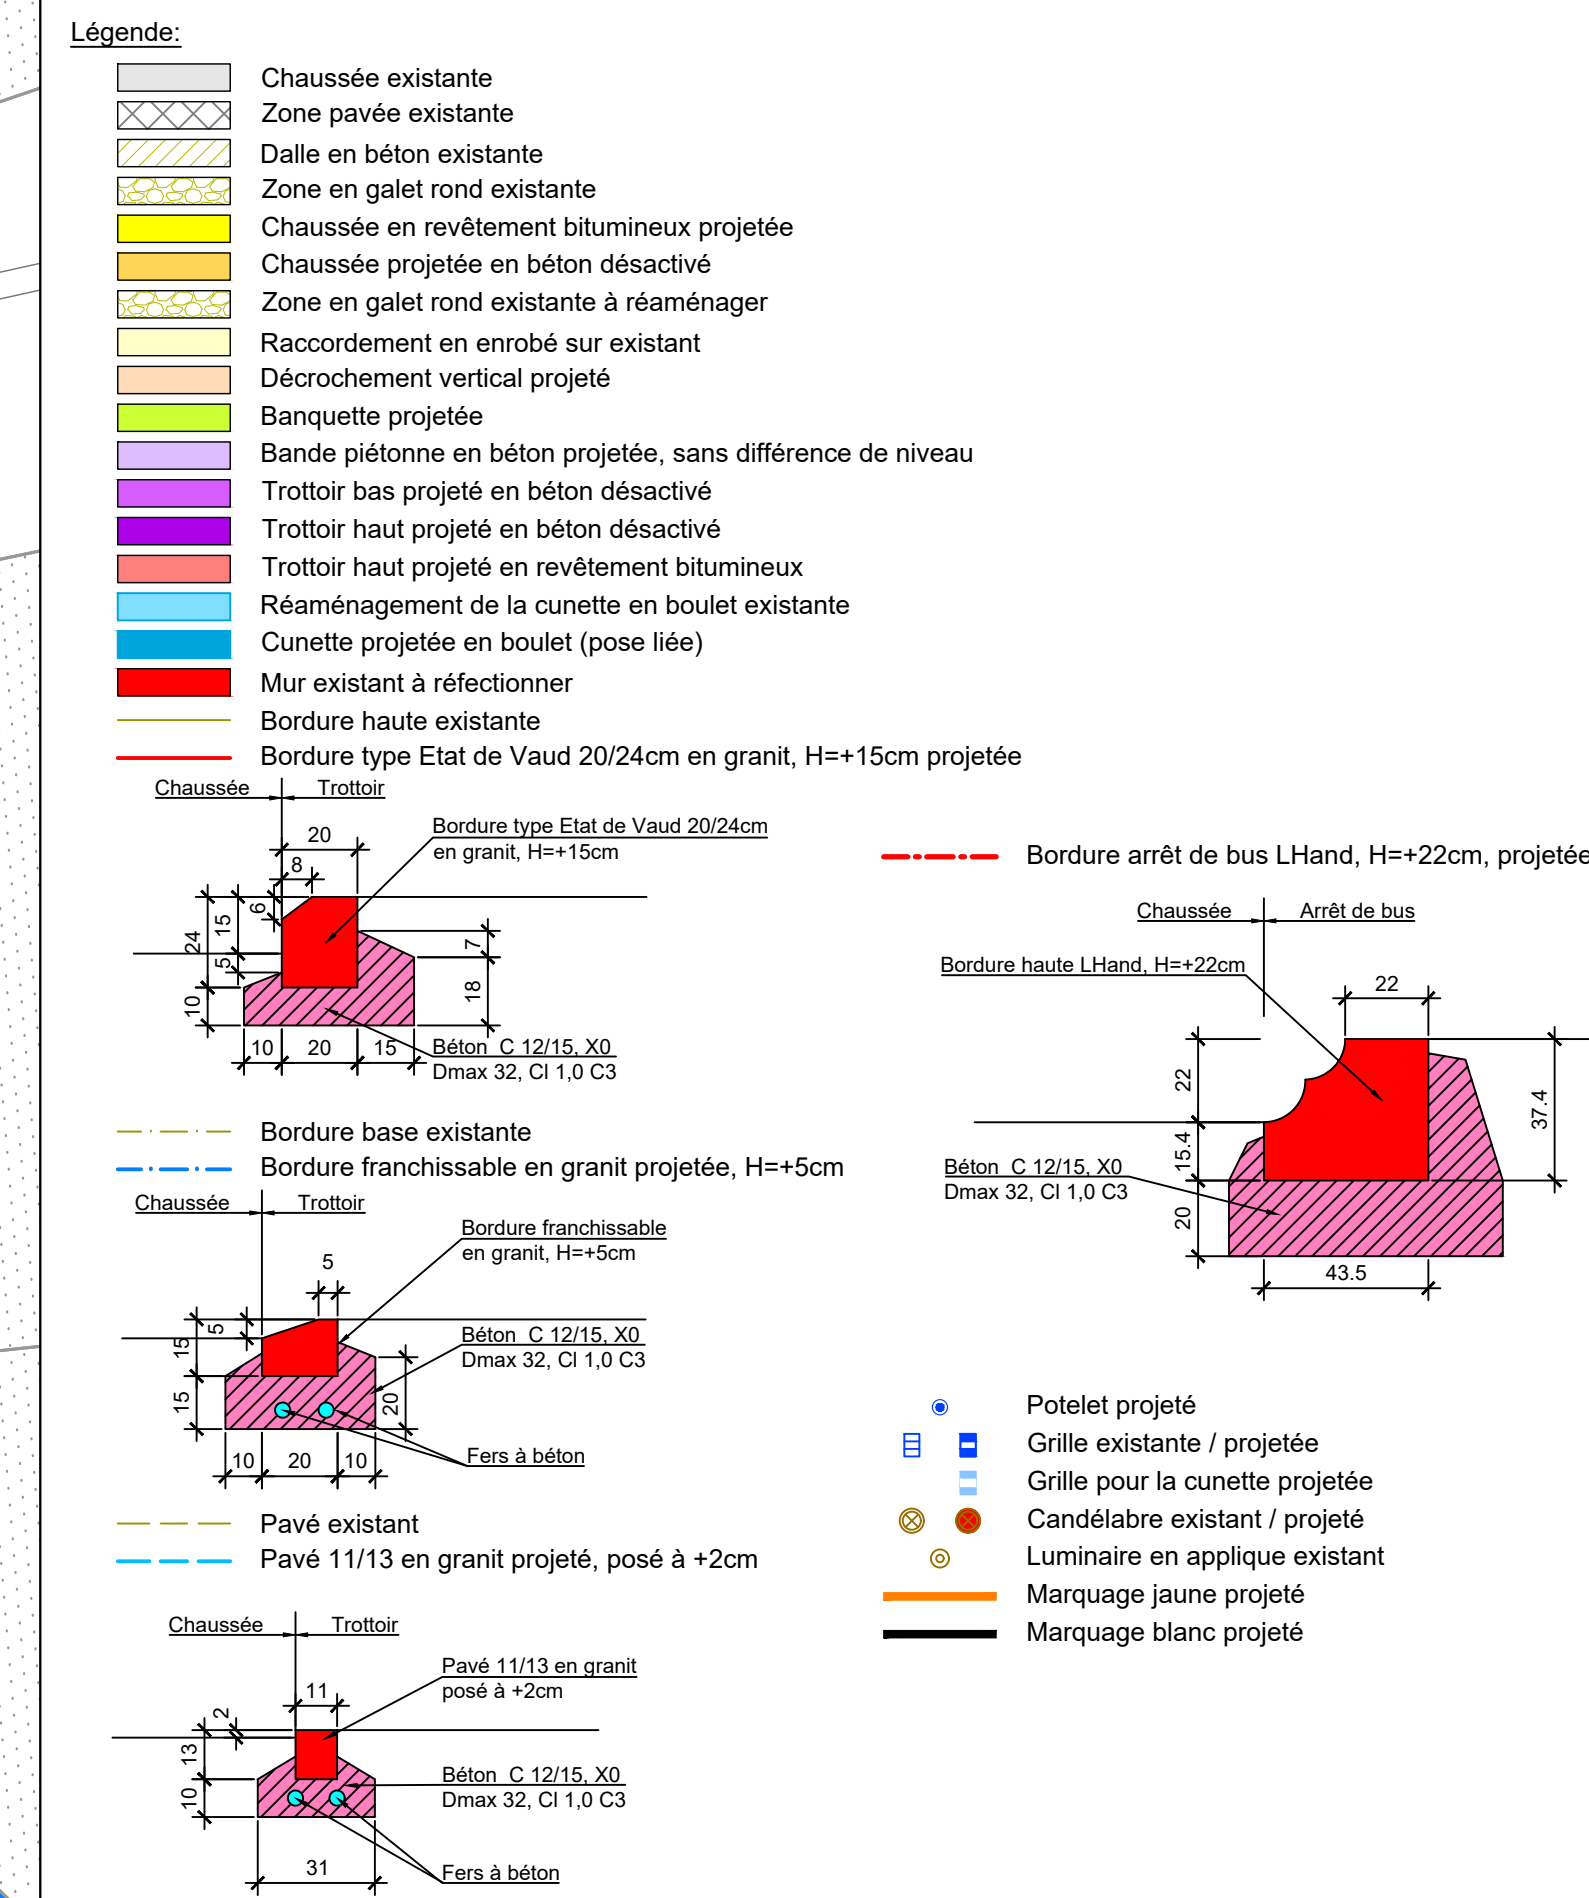 Légende:
Chaussée existante
Zone pavée existante
Dalle en béton existante
Zone en galet rond existante
Chaussée en revêtement bitumineux projetée
Chaussée projetée en béton désactivé
Zone en galet rond existante à réaménager
Raccordement en enrobé sur existant
Décrochement vertical projeté
Banquette projetée
Bande piétonne en béton projetée, sans différence de niveau
Trottoir bas projeté en béton désactivé
Trottoir haut projeté en béton désactivé
Trottoir haut projeté en revêtement bitumineux
Réaménagement de la cunette en boulet existante
Cunette projetée en boulet (pose liée)
Mur existant à réfectionner
Bordure haute existante
Bordure type Etat de Vaud 20/24cm en granit, H=+15cm projetée
Chaussée Trottoir
20
8
6
15
24
5
10
7
18
10 20 15
Bordure type Etat de Vaud 20/24cm
en granit, H=+15cm
Béton C 12/15, X0
Dmax 32, Cl 1,0 C3
Bordure base existante
Bordure franchissable en granit projetée, H=+5cm
Chaussée Trottoir
5
5
15
15
20
10 20 10
Bordure franchissable
en granit, H=+5cm
Béton C 12/15, X0
Dmax 32, Cl 1,0 C3
Fers à béton
Pavé existant
Pavé 11/13 en granit projeté, posé à +2cm
Chaussée Trottoir
11
2
13
10
31
Pavé 11/13 en granit
posé à +2cm
Béton C 12/15, X0
Dmax 32, Cl 1,0 C3
Fers à béton
Bordure arrêt de bus LHand, H=+22cm, projetée
Chaussée Arrêt de bus
Bordure haute LHand, H=+22cm
22
22
15.4
20
37.4
43.5
Béton C 12/15, X0
Dmax 32, Cl 1,0 C3
Potelet projeté
Grille existante / projetée
Grille pour la cunette projetée
Candélabre existant / projeté
Luminaire en applique existant
Marquage jaune projeté
Marquage blanc projeté